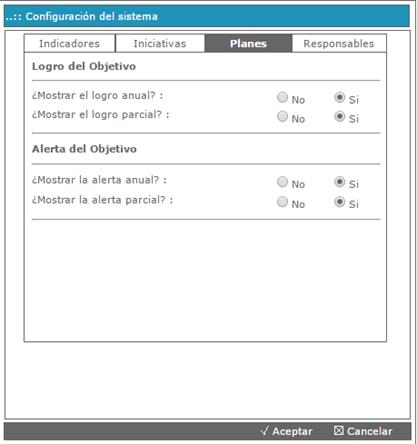 ..:: Configuración del sistema
Indicadores Iniciativas Planes Responsables
Logro del Objetivo
¿Mostrar el logro anual? : No Si
¿Mostrar el logro parcial? : No Si
Alerta del Objetivo
¿Mostrar la alerta anual? : No Si
¿Mostrar la alerta parcial? : No Si
Aceptar Cancelar